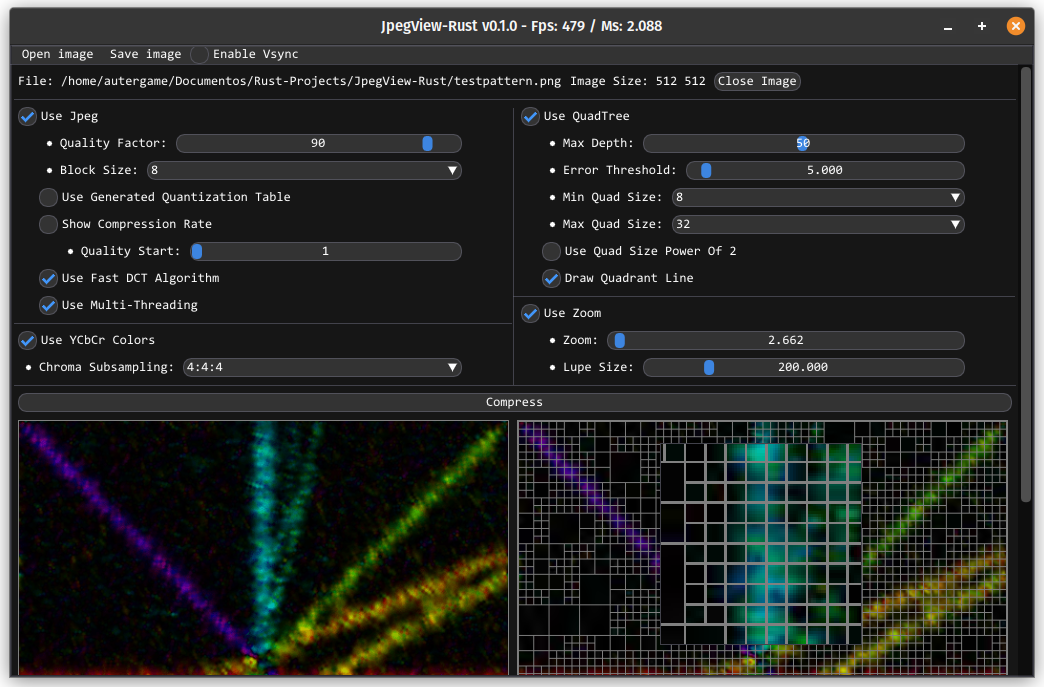 JpegView-Rust v0.1.0 - Fps: 479 / Ms: 2.088
Open image Save image Enable Vsync
File: /home/autergame/Documentos/Rust-Projects/JpegView-Rust/testpattern.png Image Size: 512 512 Close Image
Use Jpeg
Quality Factor: 90
Block Size: 8
Use Generated Quantization Table
Show Compression Rate
Quality Start: 1
Use Fast DCT Algorithm
Use Multi-Threading
Use YCbCr Colors
Chroma Subsampling: 4:4:4
Use QuadTree
Max Depth: 50
Error Threshold: 5.000
Min Quad Size: 8
Max Quad Size: 32
Use Quad Size Power Of 2
Draw Quadrant Line
Use Zoom
Zoom: 2.662
Lupe Size: 200.000
Compress